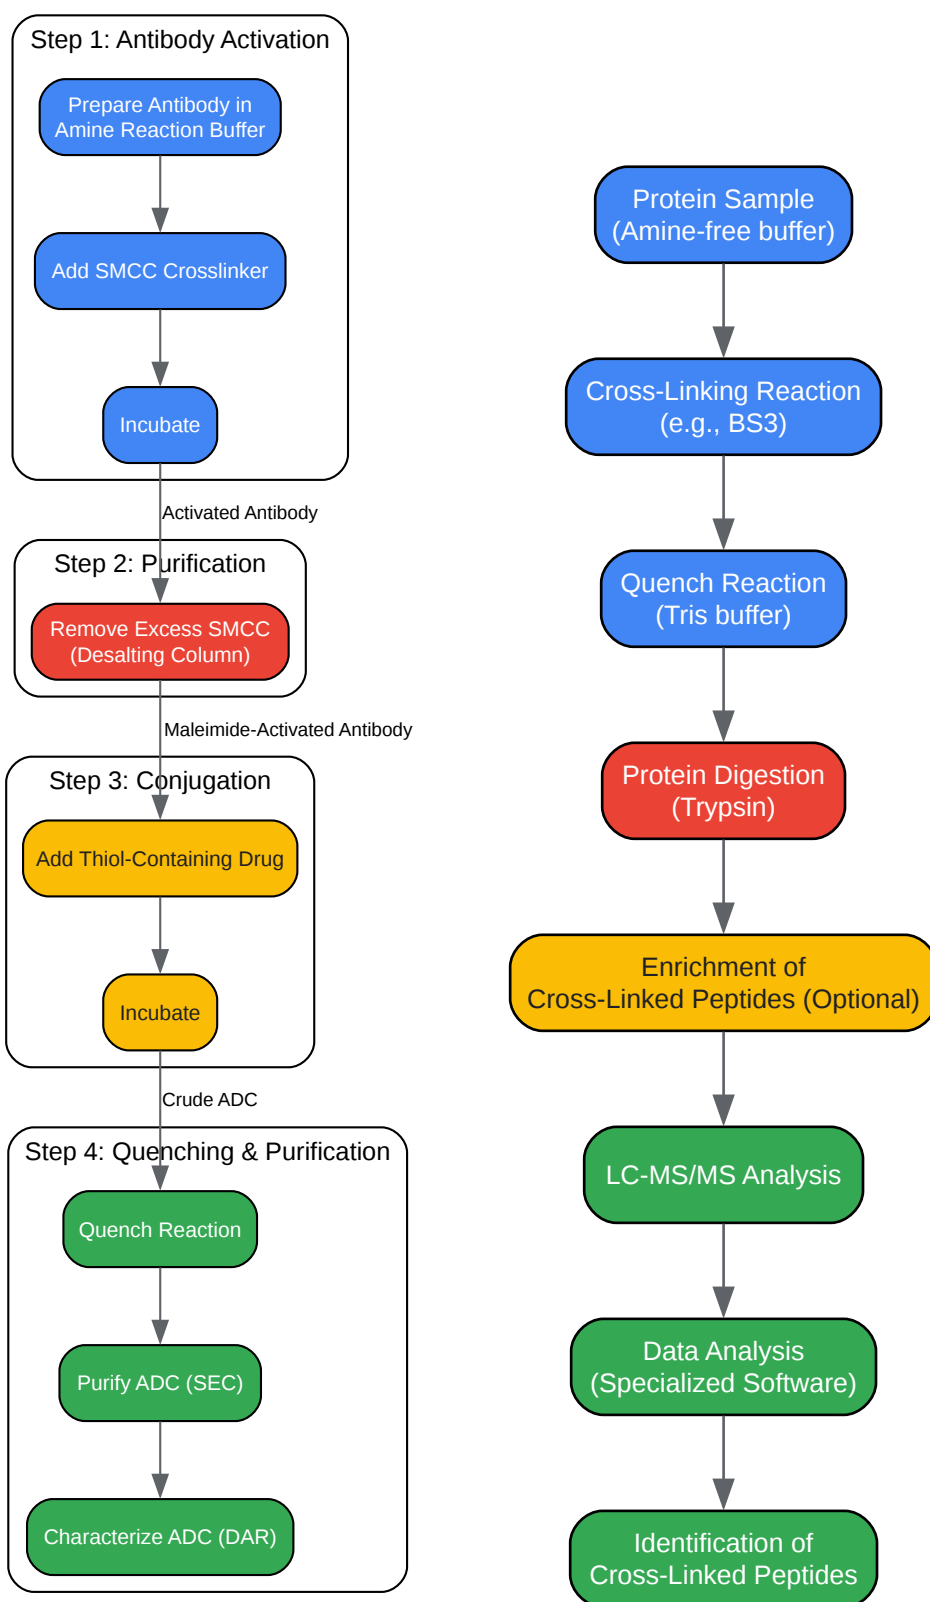 Step 1: Antibody Activation
Prepare Antibody in
Amine Reaction Buffer
Add SMCC Crosslinker
Incubate
Activated Antibody
Step 2: Purification
Remove Excess SMCC
(Desalting Column)
Maleimide-Activated Antibody
Step 3: Conjugation
Add Thiol-Containing Drug
Incubate
Crude ADC
Step 4: Quenching & Purification
Quench Reaction
Purify ADC (SEC)
Characterize ADC (DAR)
Protein Sample
(Amine-free buffer)
Cross-Linking Reaction
(e.g., BS3)
Quench Reaction
(Tris buffer)
Protein Digestion
(Trypsin)
Enrichment of
Cross-Linked Peptides (Optional)
LC-MS/MS Analysis
Data Analysis
(Specialized Software)
Identification of
Cross-Linked Peptides